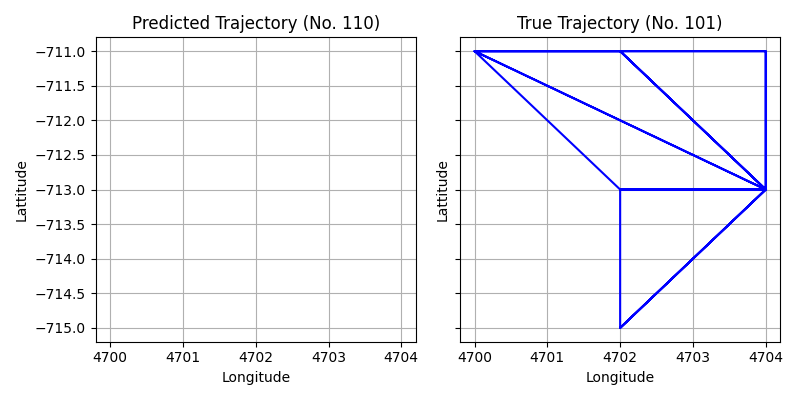 Predicted Trajectory (No. 110)
True Trajectory (No. 101)
Lattitude
−711.0
−711.5
−712.0
−712.5
−713.0
−713.5
−714.0
−714.5
−715.0
4700 4701 4702 4703 4704
Longitude
Lattitude
4700 4701 4702 4703 4704
Longitude